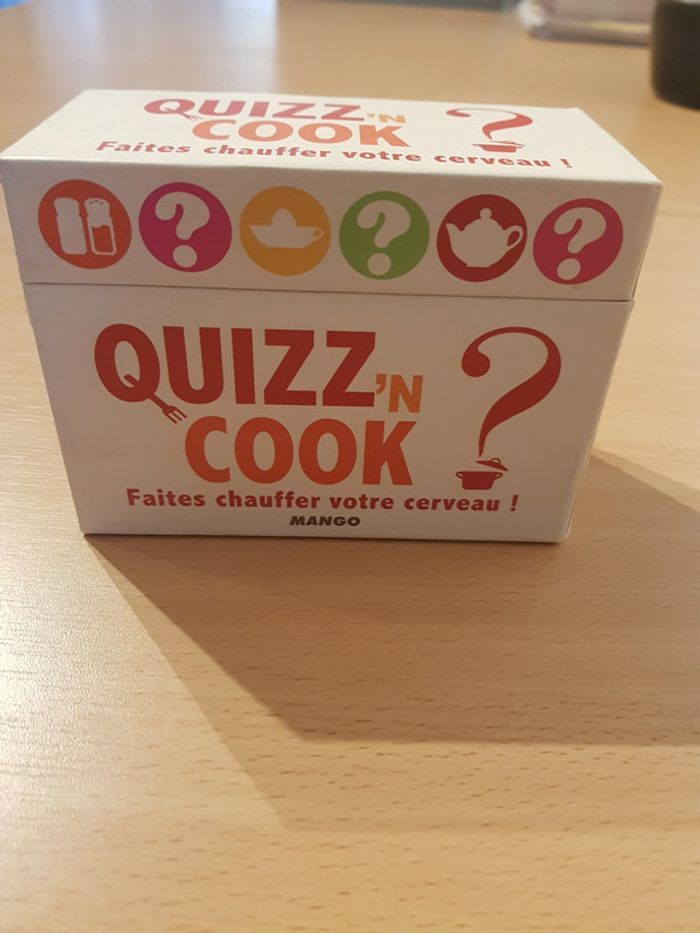 QUIZZ 'N
COOK
Faites chauffer votre cerveau !
QUIZZ 'N
COOK
Faites chauffer votre cerveau !
MANGO